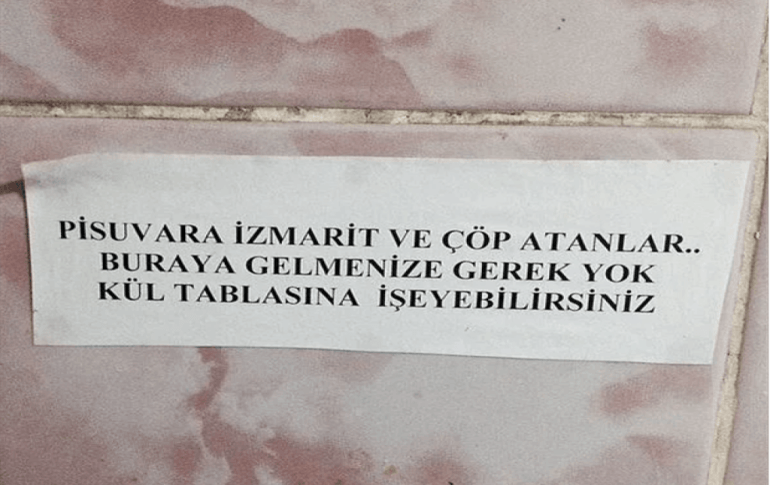 PİSUVARA İZMARİT VE ÇÖP ATANLAR..
BURAYA GELMENİZE GEREK YOK
KÜL TABLASINA İŞEYEBİLİRSİNİZ